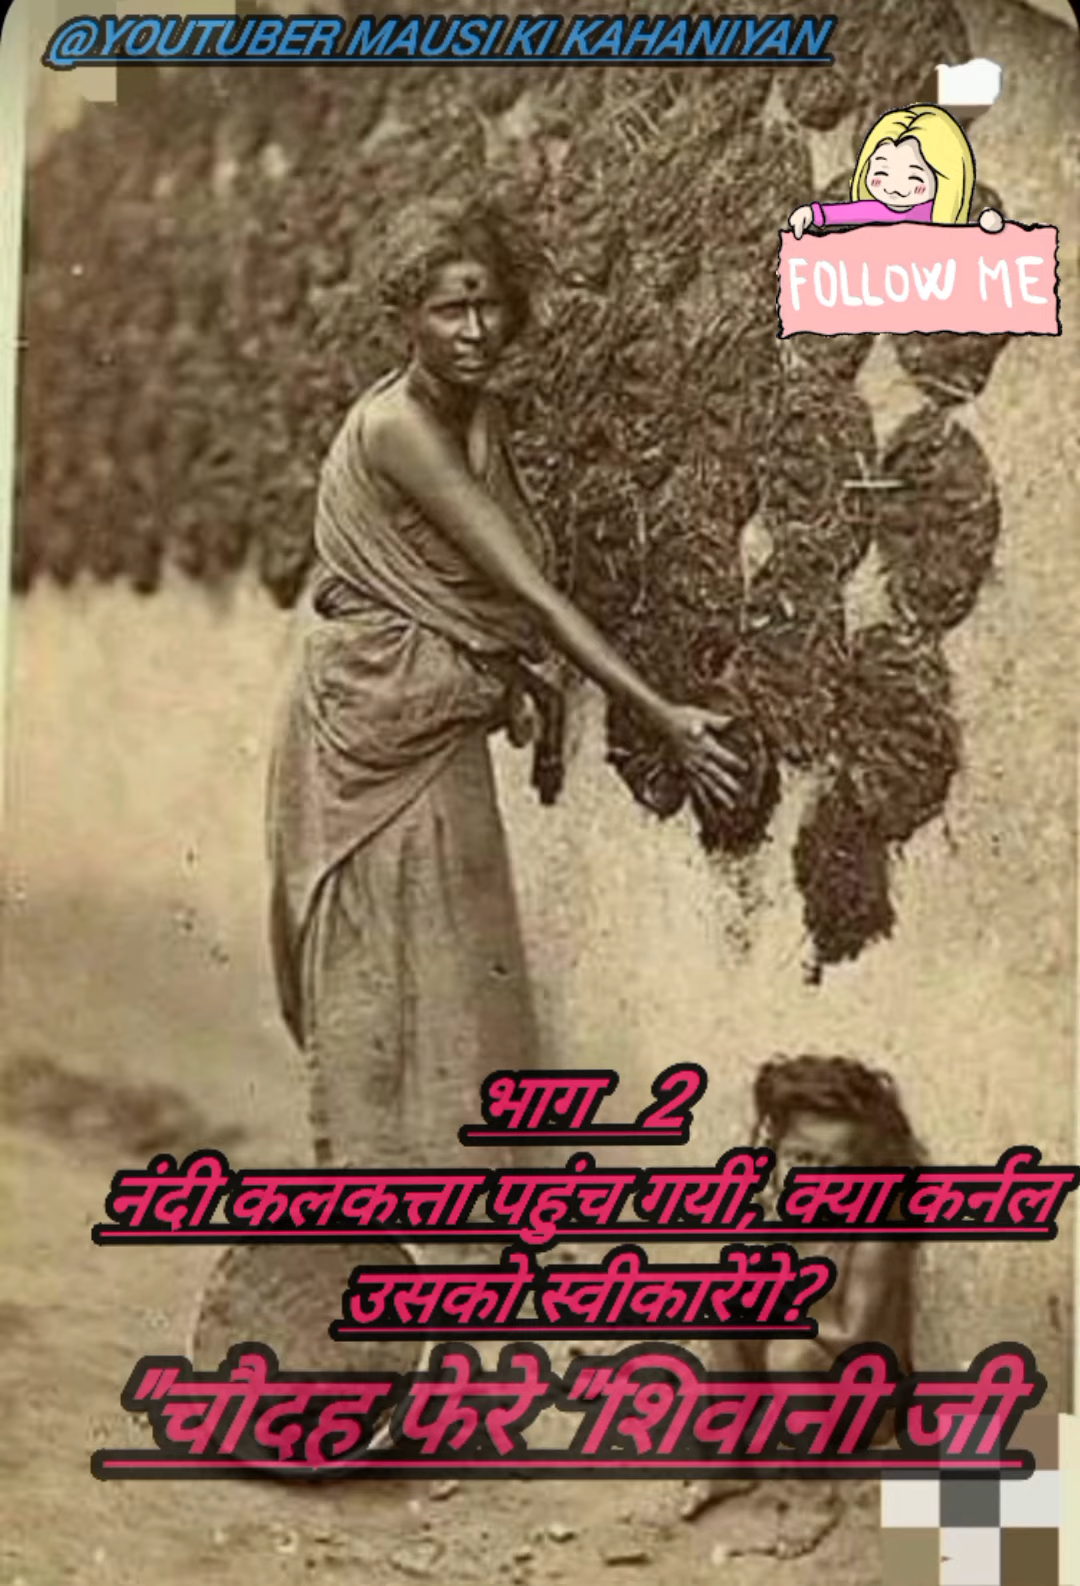 @YOUTUBER MAUSI KI KAHANIYAN
FOLLOW ME
भाग 2
नंदी कलकत्ता पहुंच गयीं, क्या कर्नल
उसको स्वीकारेंगे?
"चौदह फेरे "शिवानी जी